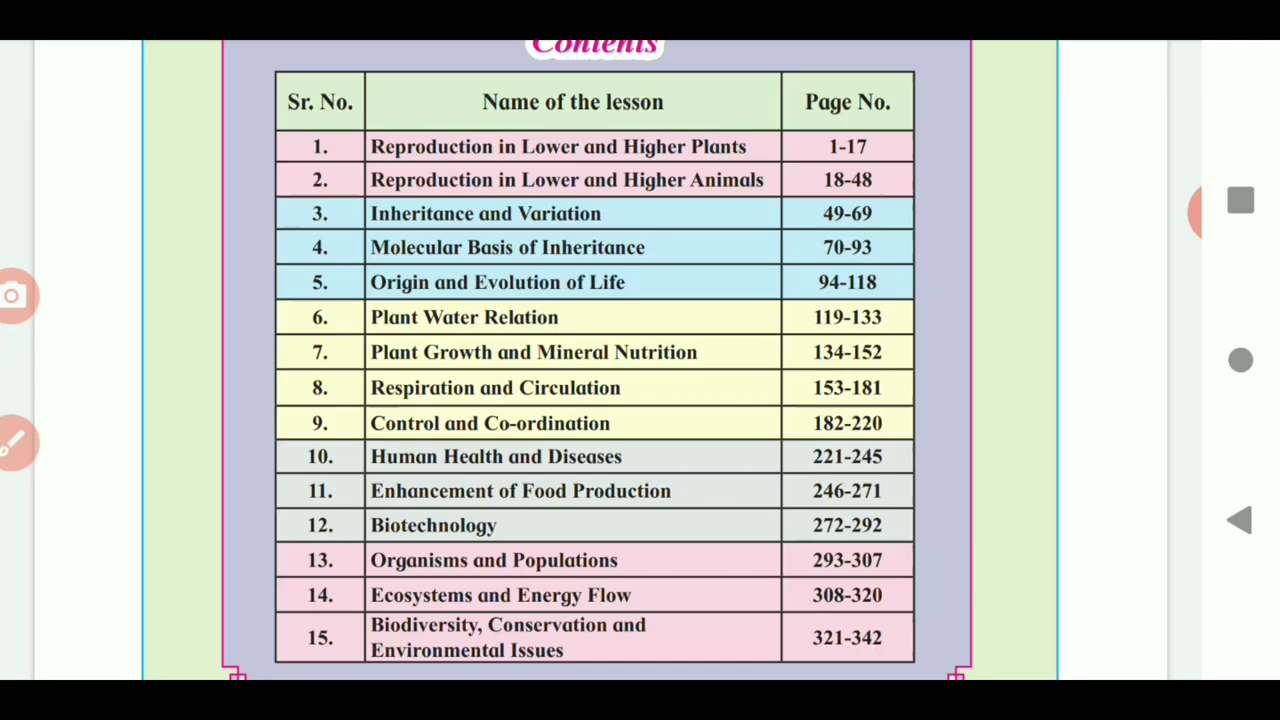 Contents
Sr. No. Name of the lesson Page No.
1. Reproduction in Lower and Higher Plants 1-17
2. Reproduction in Lower and Higher Animals 18-48
3. Inheritance and Variation 49-69
4. Molecular Basis of Inheritance 70-93
5. Origin and Evolution of Life 94-118
6. Plant Water Relation 119-133
7. Plant Growth and Mineral Nutrition 134-152
8. Respiration and Circulation 153-181
9. Control and Co-ordination 182-220
10. Human Health and Diseases 221-245
11. Enhancement of Food Production 246-271
12. Biotechnology 272-292
13. Organisms and Populations 293-307
14. Ecosystems and Energy Flow 308-320
15. Biodiversity, Conservation and
Environmental Issues 321-342